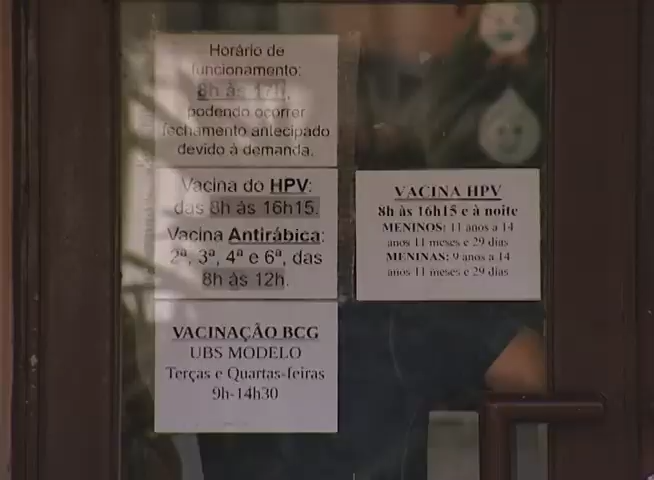 Horário de
funcionamento:
8h às 17h,
podendo ocorrer
fechamento antecipado
devido à demanda.
Vacina do HPV:
das 8h às 16h15.
Vacina Antirábica:
2ª, 3ª, 4ª e 6ª, das
8h às 12h.
VACINAÇÃO BCG
UBS MODELO
Terças e Quartas-feiras
9h-14h30
VACINA HPV
8h às 16h15 e à noite
MENINOS: 11 anos a 14
anos 11 meses e 29 dias
MENINAS: 9 anos a 14
anos 11 meses e 29 dias